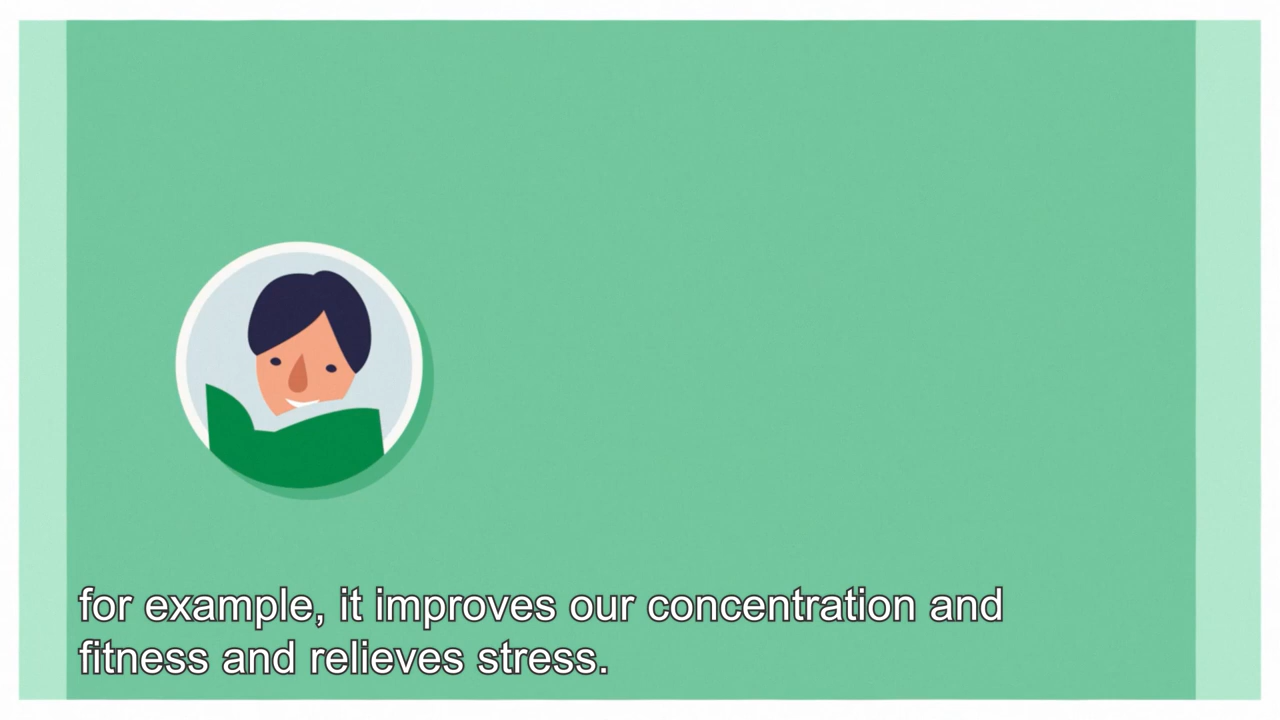 for example, it improves our concentration and
fitness and relieves stress.